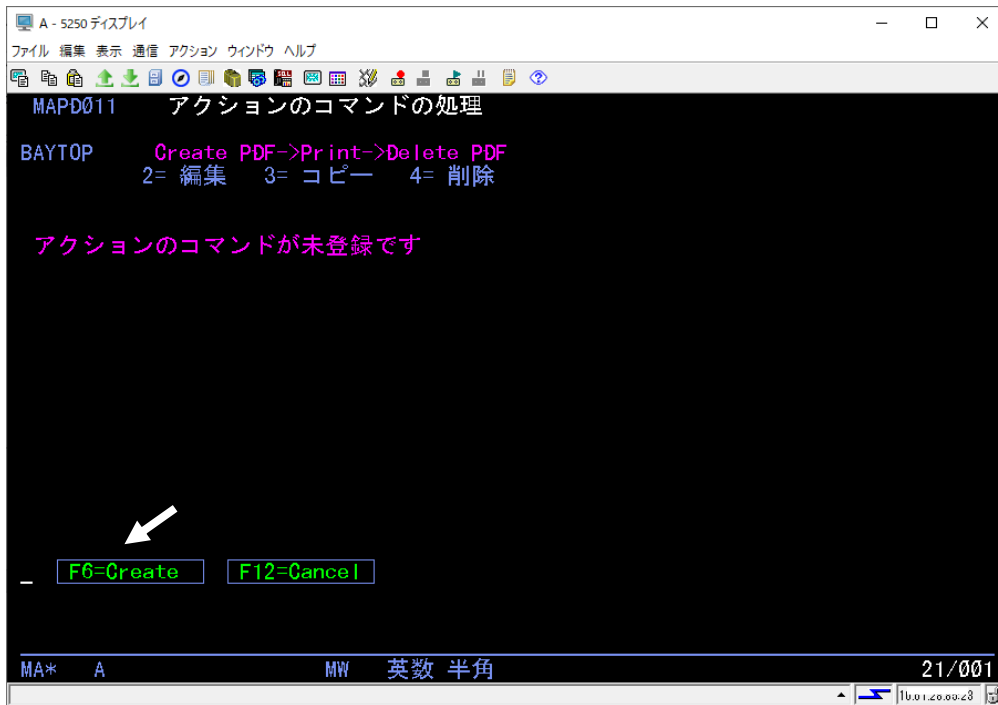 A - 5250 ディスプレイ
ファイル 編集 表示 通信 アクション ウィンドウ ヘルプ
MAPD011 アクションのコマンドの処理
BAYTOP Create PDF->Print->Delete PDF
2= 編集 3= コピー 4= 削除
アクションのコマンドが未登録です
F6=Create F12=Cancel
MA* A MW 英数 半角 21/001